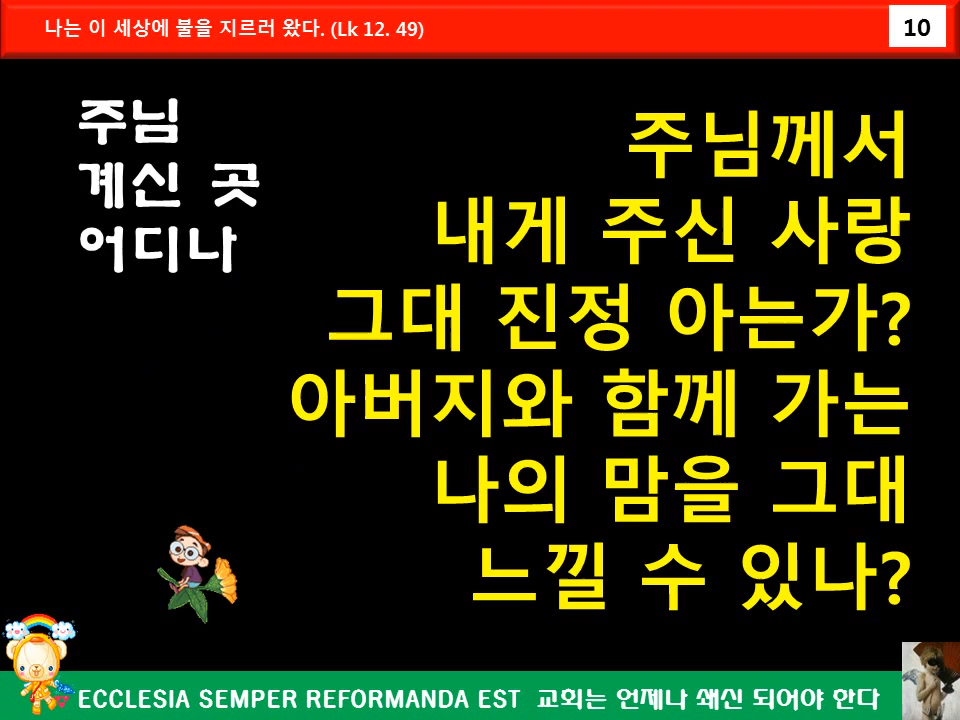 나는 이 세상에 불을 지르러 왔다. (Lk 12. 49)
10
주님
계신 곳
어디나
주님께서
내게 주신 사랑
그대 진정 아는가?
아버지와 함께 가는
나의 맘을 그대
느낄 수 있나?
ECCLESIA SEMPER REFORMANDA EST 교회는 언제나 쇄신 되어야 한다